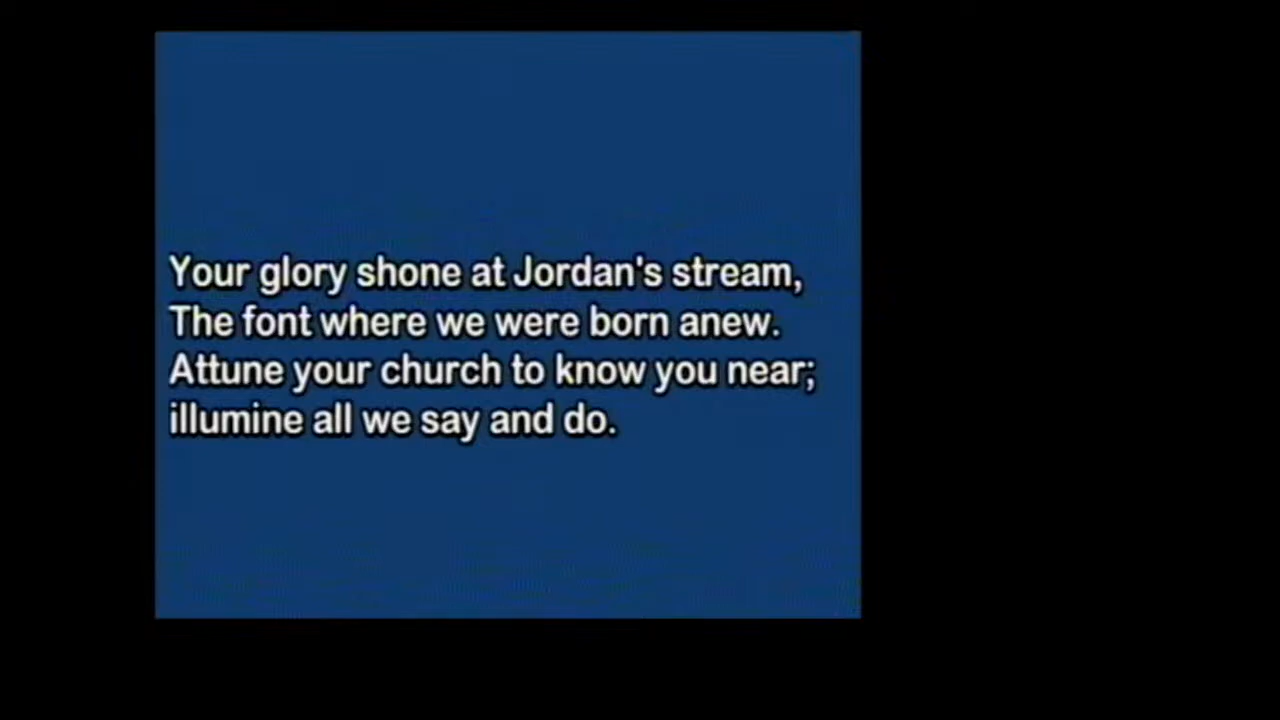 Your glory shone at Jordan's stream,
The font where we were born anew.
Attune your church to know you near;
illumine all we say and do.